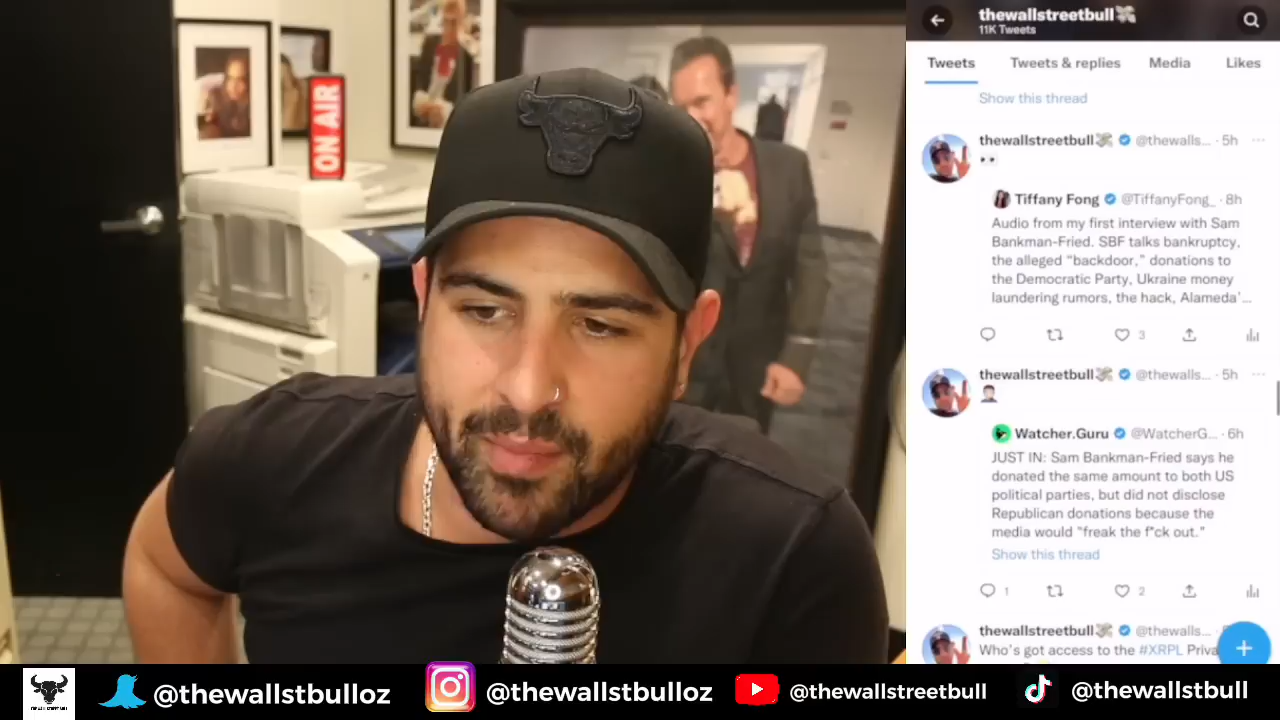 ON AIR
thewallstreetbull
11K Tweets
Tweets
Tweets & replies
Media
Likes
Show this thread
thewallstreetbull @thewalls... · 5h
Tiffany Fong @TiffanyFong_ · 8h
Audio from my first interview with Sam
Bankman-Fried. SBF talks bankruptcy,
the alleged “backdoor,” donations to
the Democratic Party, Ukraine money
laundering rumors, the hack, Alameda’...
3
thewallstreetbull @thewalls... · 5h
Watcher.Guru @WatcherG... · 6h
JUST IN: Sam Bankman-Fried says he
donated the same amount to both US
political parties, but did not disclose
Republican donations because the
media would "freak the f*ck out."
Show this thread
1
2
thewallstreetbull @thewalls...
Who's got access to the #XRPL Priva
@thewallstbulloz
@thewallstbulloz
@thewallstreetbull
@thewallstbull